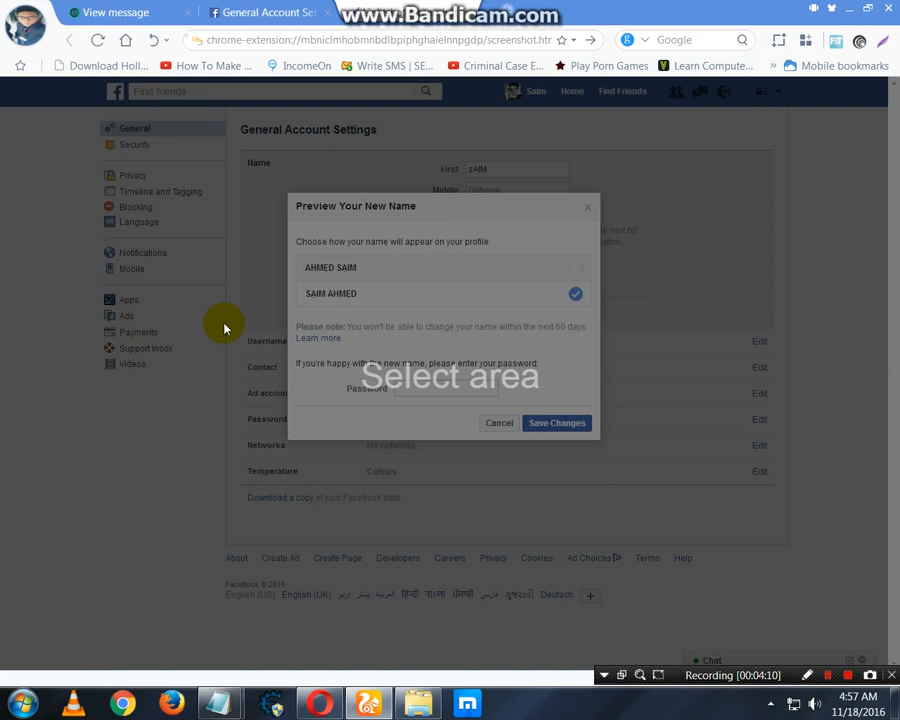 View message
General Account Set
www.Bandicam.com
chrome-extension://mbniclmhobmnbdlbpiphghaielnnpgdp/screenshot.htm
Google
Download Holl...
How To Make ...
IncomeOn
Write SMS | SE...
Criminal Case E...
Play Porn Games
Learn Compute...
Mobile bookmarks
Find friends
Saim
Home
Find Friends
General
General Account Settings
Security
Name
First
sAIM
Middle
Optional
Privacy
Timeline and Tagging
Blocking
Language
Notifications
Mobile
Apps
Ads
Payments
Support Inbox
Videos
Preview Your New Name
Choose how your name will appear on your profile:
AHMED SAIM
SAIM AHMED
Please note: You won't be able to change your name within the next 60 days.
Learn more
If you're happy with the new name, please enter your password:
Password
Select area
Cancel
Save Changes
Username
Edit
Contact
Edit
Ad accoun
Edit
Password
Edit
Networks
Edit
Temperature
Celsius
Edit
Download a copy of your Facebook data.
About
Create Ad
Create Page
Developers
Careers
Privacy
Cookies
Ad Choices
Terms
Help
Facebook © 2016
English (US) English (UK) اردو پښتو العربية हिन्दी বাংলা ਪੰਜਾਬੀ فارسی ગુજરાતી Deutsch
Chat
Recording [00:04:10]
4:57 AM
11/18/2016